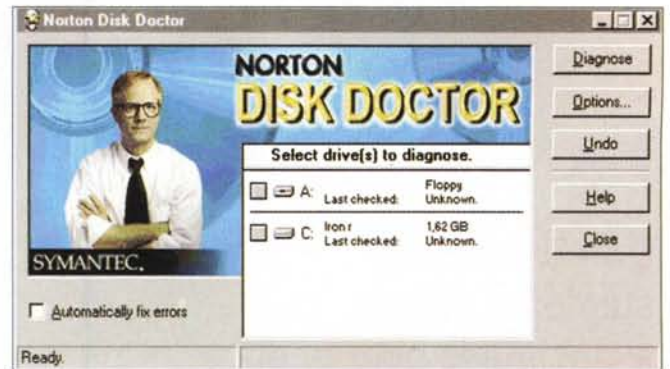 Norton Disk Doctor
NORTON
DISK DOCTOR
Select drive(s) to diagnose.
A: Floppy
Last checked: Unknown.
C: Iron r 1,62 GB
Last checked: Unknown.
SYMANTEC.
Automatically fix errors
Ready.
Diagnose
Options...
Undo
Help
Close